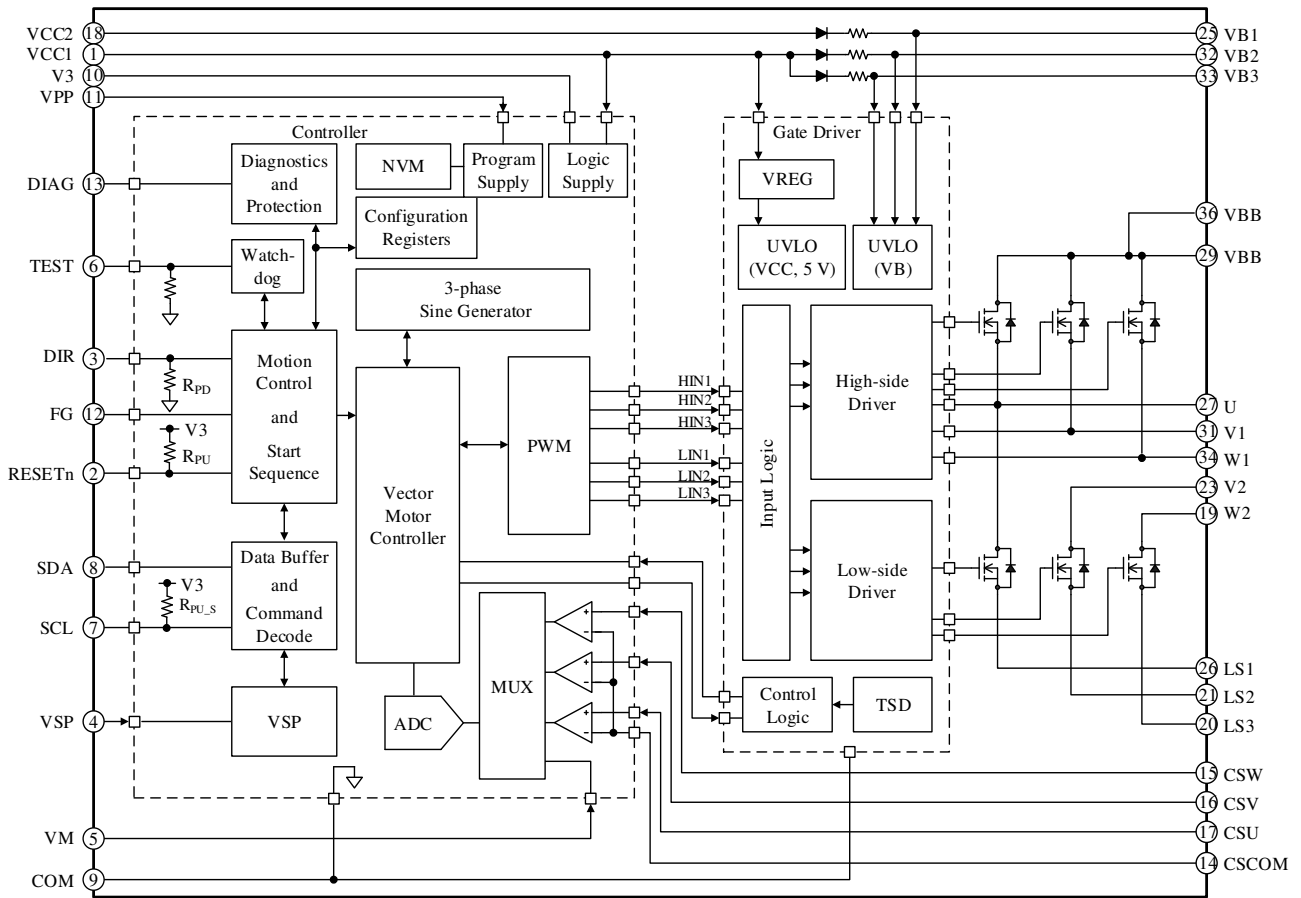 VCC2 18
VCC1 1
V3 10
VPP 11
DIAG 13
TEST 6
DIR 3
FG 12
RESETn 2
SDA 8
SCL 7
VSP 4
VM 5
COM 9
Controller
Diagnostics
and
Protection
NVM
Program
Supply
Logic
Supply
Configuration
Registers
Watch-
dog
3-phase
Sine Generator
Motion
Control
and
Start
Sequence
RPD
V3
RPU
Vector
Motor
Controller
PWM
Data Buffer
and
Command
Decode
V3
RPU_S
VSP
ADC
MUX
+
−
+
−
+
−
HIN1
HIN2
HIN3
LIN1
LIN2
LIN3
Gate Driver
VREG
UVLO
(VCC, 5 V)
UVLO
(VB)
Input Logic
High-side
Driver
Low-side
Driver
Control
Logic
TSD
25 VB1
32 VB2
33 VB3
36 VBB
29 VBB
27 U
31 V1
34 W1
23 V2
19 W2
26 LS1
21 LS2
20 LS3
15 CSW
16 CSV
17 CSU
14 CSCOM